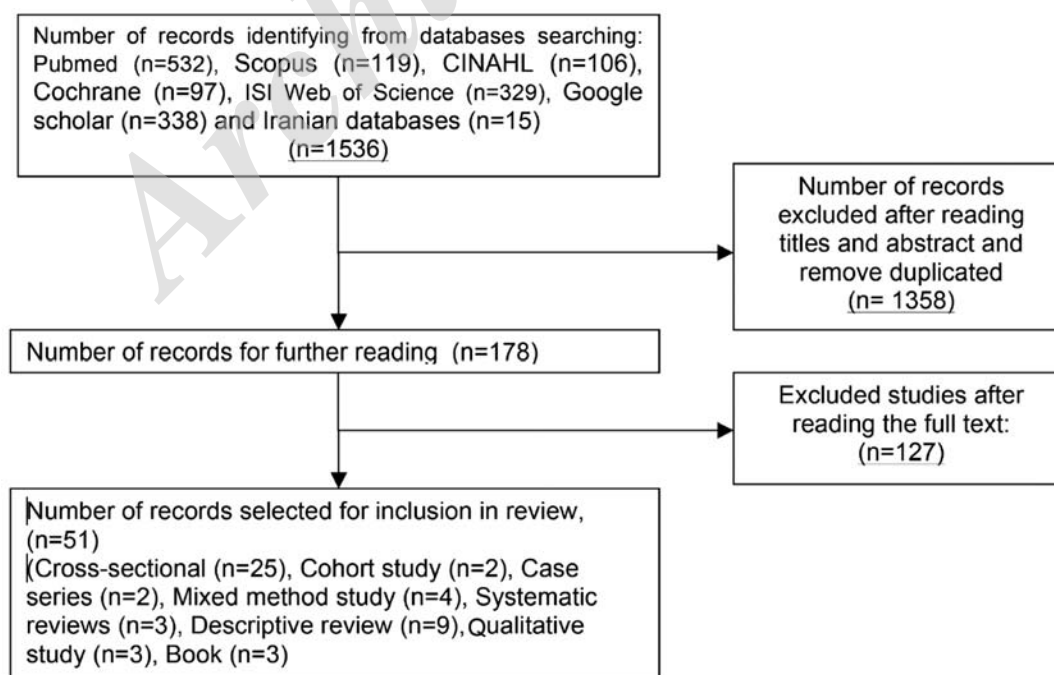 Number of records identifying from databases searching:
Pubmed (n=532), Scopus (n=119), CINAHL (n=106),
Cochrane (n=97), ISI Web of Science (n=329), Google
scholar (n=338) and Iranian databases (n=15)
(n=1536)
Number of records
excluded after reading
titles and abstract and
remove duplicated
(n= 1358)
Number of records for further reading (n=178)
Excluded studies after
reading the full text:
(n=127)
Number of records selected for inclusion in review,
(n=51)
(Cross-sectional (n=25), Cohort study (n=2), Case
series (n=2), Mixed method study (n=4), Systematic
reviews (n=3), Descriptive review (n=9), Qualitative
study (n=3), Book (n=3)